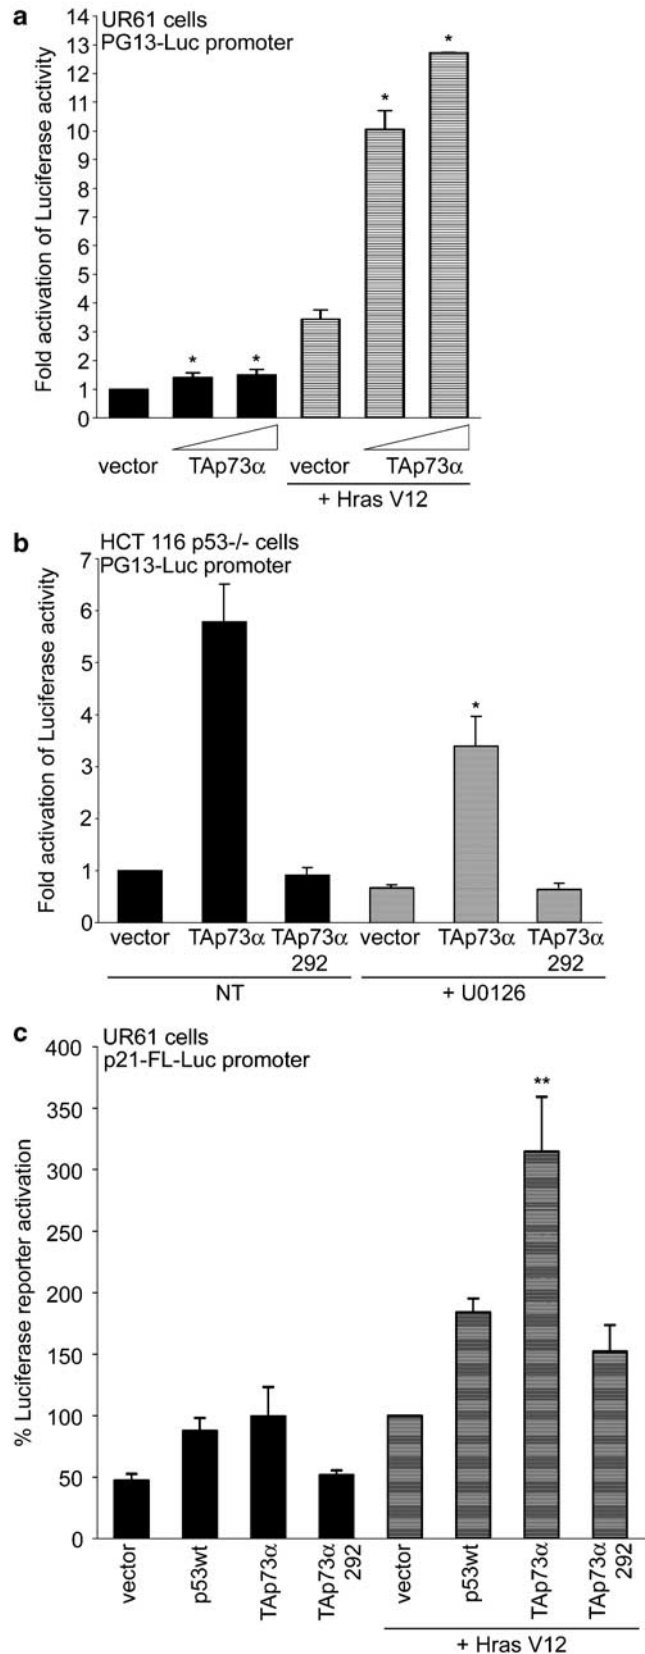 a
UR61 cells
PG13-Luc promoter
Fold activation of Luciferase activity
14
13
12
11
10
9
8
7
6
5
4
3
2
1
0
* * * *
vector TAp73α vector TAp73α
+ Hras V12
b
HCT 116 p53-/- cells
PG13-Luc promoter
Fold activation of Luciferase activity
7
6
5
4
3
2
1
0
*
vector TAp73α TAp73α vector TAp73α TAp73α
292 292
NT + U0126
c
UR61 cells
p21-FL-Luc promoter
% Luciferase reporter activation
400
350
300
250
200
150
100
50
0
**
vector
p53wt
TAp73α
TAp73α
292
vector
p53wt
TAp73α
TAp73α
292
+ Hras V12